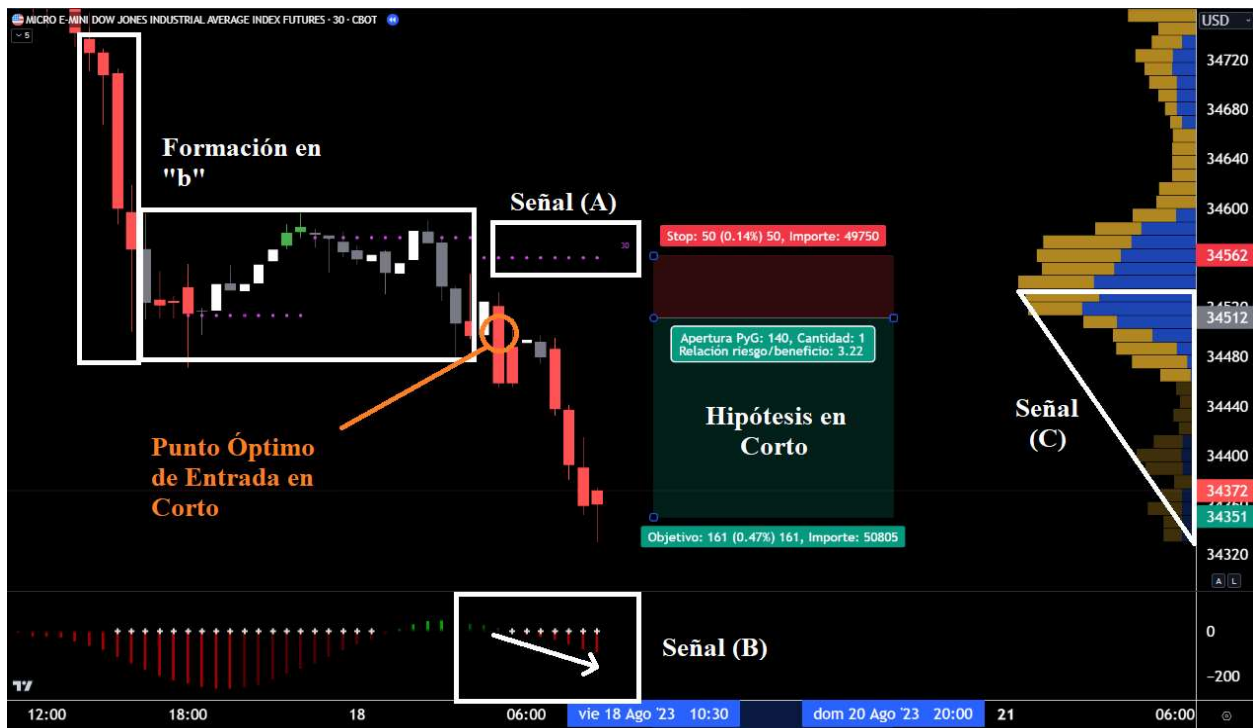 MICRO E-MINI DOW JONES INDUSTRIAL AVERAGE INDEX FUTURES · 30 · CBOT
5
USD
34720
34680
34640
34600
34562
34512
34480
34440
34400
34372
34351
34320
Formación en
"b"
Señal (A)
30
Stop: 50 (0.14%) 50, Importe: 49750
Apertura PyG: 140, Cantidad: 1
Relación riesgo/beneficio: 3.22
Hipótesis en
Corto
Señal
(C)
Punto Óptimo
de Entrada en
Corto
Objetivo: 161 (0.47%) 161, Importe: 50805
A L
Señal (B)
0
−200
12:00 18:00 18 06:00 vie 18 Ago '23 10:30 dom 20 Ago '23 20:00 21 06:00